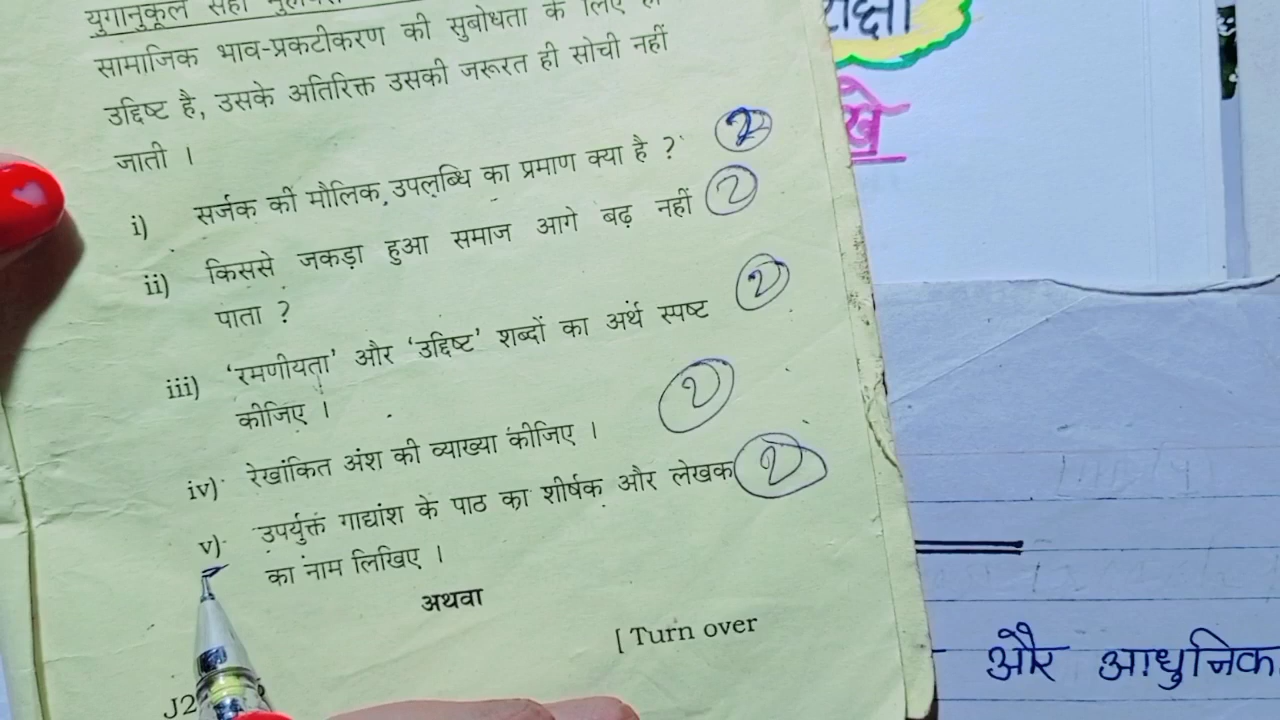 युगानुकूल सही
सामाजिक भाव-प्रकटीकरण की सुबोधता के लिए
उद्दिष्ट है, उसके अतिरिक्त उसकी जरूरत ही सोची नहीं
जाती ।
i) सर्जक की मौलिक उपलब्धि का प्रमाण क्या है ? 2
ii) किससे जकड़ा हुआ समाज आगे बढ़ नहीं 2
पाता ?
iii) 'रमणीयता' और 'उद्दिष्ट' शब्दों का अर्थ स्पष्ट 2
कीजिए ।
iv) रेखांकित अंश की व्याख्या कीजिए । 2
v) उपर्युक्त गाद्यांश के पाठ का शीर्षक और लेखक 2
का नाम लिखिए ।
अथवा
[ Turn over
J2
खे
और आधुनिक